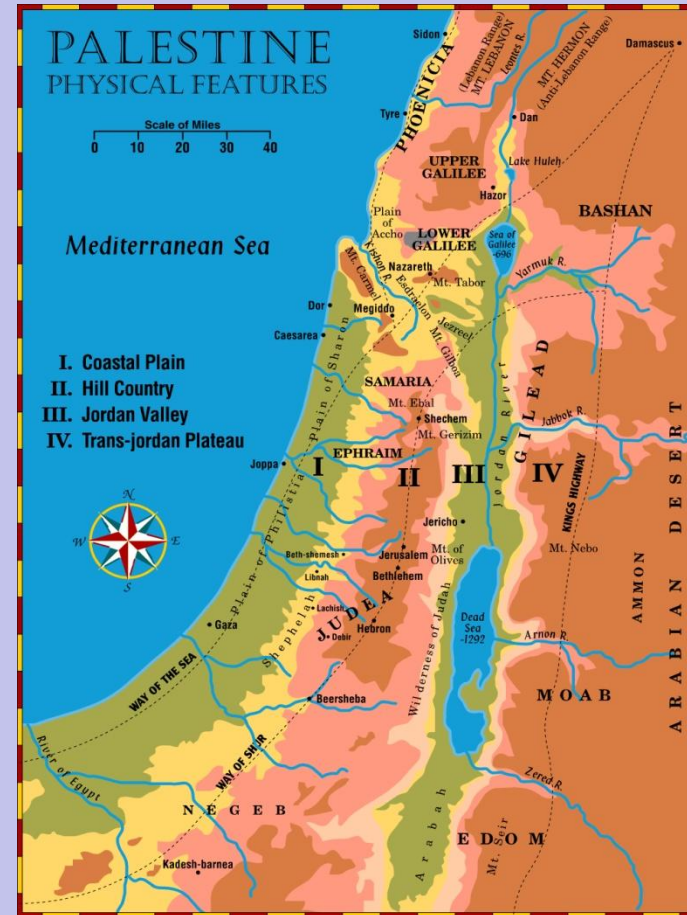 PALESTINE
PHYSICAL FEATURES
Scale of Miles
0 10 20 30 40
Mediterranean Sea
I. Coastal Plain
II. Hill Country
III. Jordan Valley
IV. Trans-jordan Plateau
N
W E
S
Sidon
Damascus
PHOENICIA
(Lebanon Range)
MT. LEBANON
Leontes R.
MT. HERMON
(Anti-Lebanon Range)
Tyre
Dan
UPPER
GALILEE
Lake Huleh
Hazor
BASHAN
Plain
of
Accho
LOWER
GALILEE
Sea of
Galilee
-696
Kishon R.
Nazareth
Yarmuk R.
Mt. Carmel
Esdraelon
Mt. Tabor
Dor
Megiddo
Jezreel
Caesarea
Mt. Gilboa
Plain of Sharon
SAMARIA
Mt. Ebal
Shechem
Mt. Gerizim
Jordan River
GILEAD
Jabbok R.
EPHRAIM
Joppa
I
II
III
IV
KINGS HIGHWAY
ARABIAN DESERT
Plain of Philistia
Jericho
Beth-shemesh
Jerusalem
Mt. of
Olives
Mt. Nebo
Libnah
Bethlehem
AMMON
Lachish
JUDEA
Dead
Sea
-1292
Gaza
Shephelah
Debir
Hebron
Wilderness of Judah
Arnon R.
WAY OF THE SEA
Beersheba
MOAB
River of Egypt
WAY OF SHUR
Zered R.
NEGEB
Arabah
EDOM
Mt. Seir
Kadesh-barnea